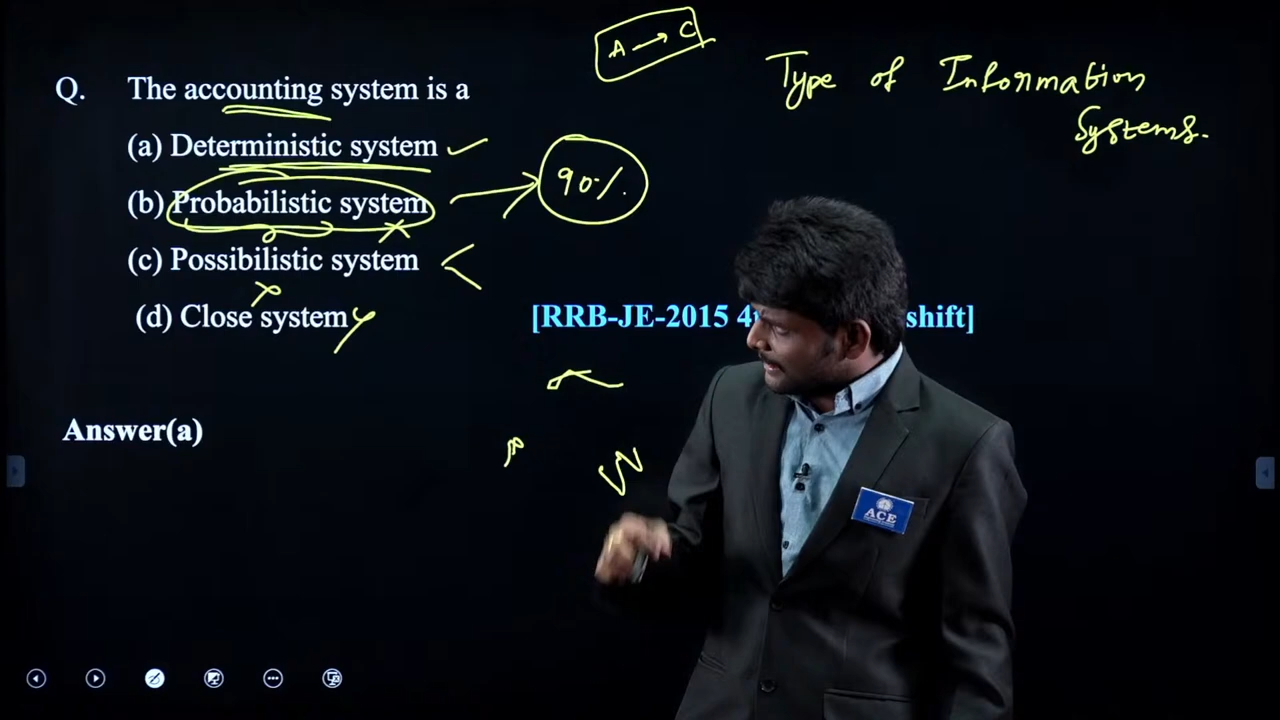 A → C
Type of Information
Systems.
Q. The accounting system is a
(a) Deterministic system
(b) Probabilistic system
90%.
(c) Possibilistic system
(d) Close system
[RRB-JE-2015 4 shift]
Answer(a)
ACE